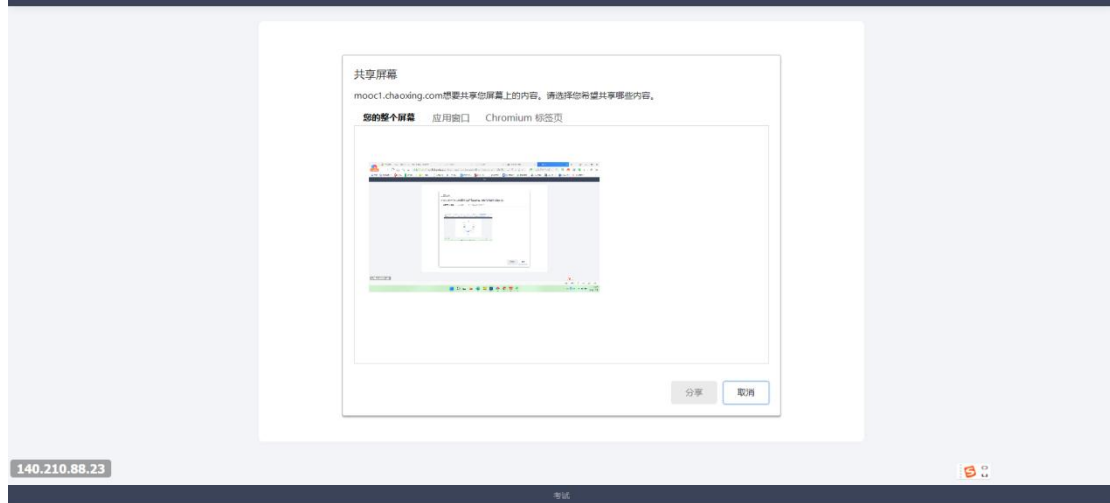 共享屏幕
mooc1.chaoxing.com想要共享您屏幕上的内容。请选择您希望共享哪些内容。
您的整个屏幕 应用窗口 Chromium 标签页
分享 取消
140.210.88.23
考试